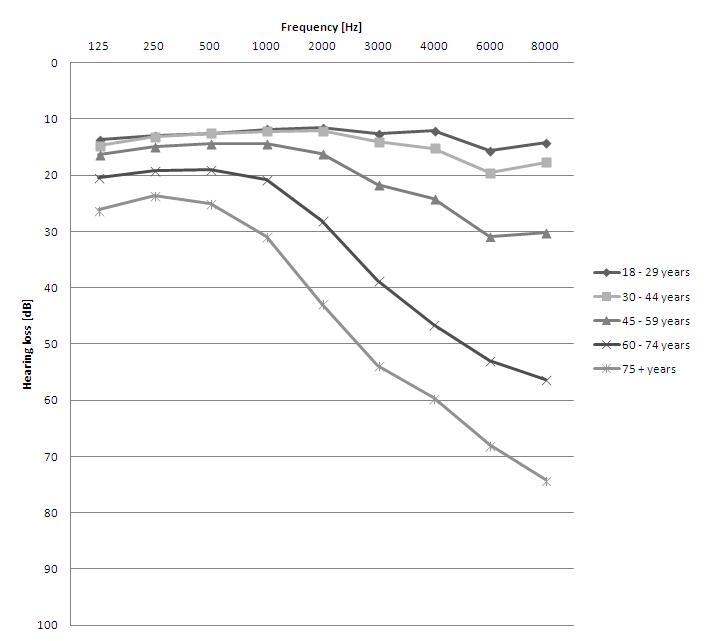 Frequency [Hz]
125 250 500 1000 2000 3000 4000 6000 8000
0
10
20
30
40
50
60
70
80
90
100
Hearing loss [dB]
18 - 29 years
30 - 44 years
45 - 59 years
60 - 74 years
75 + years